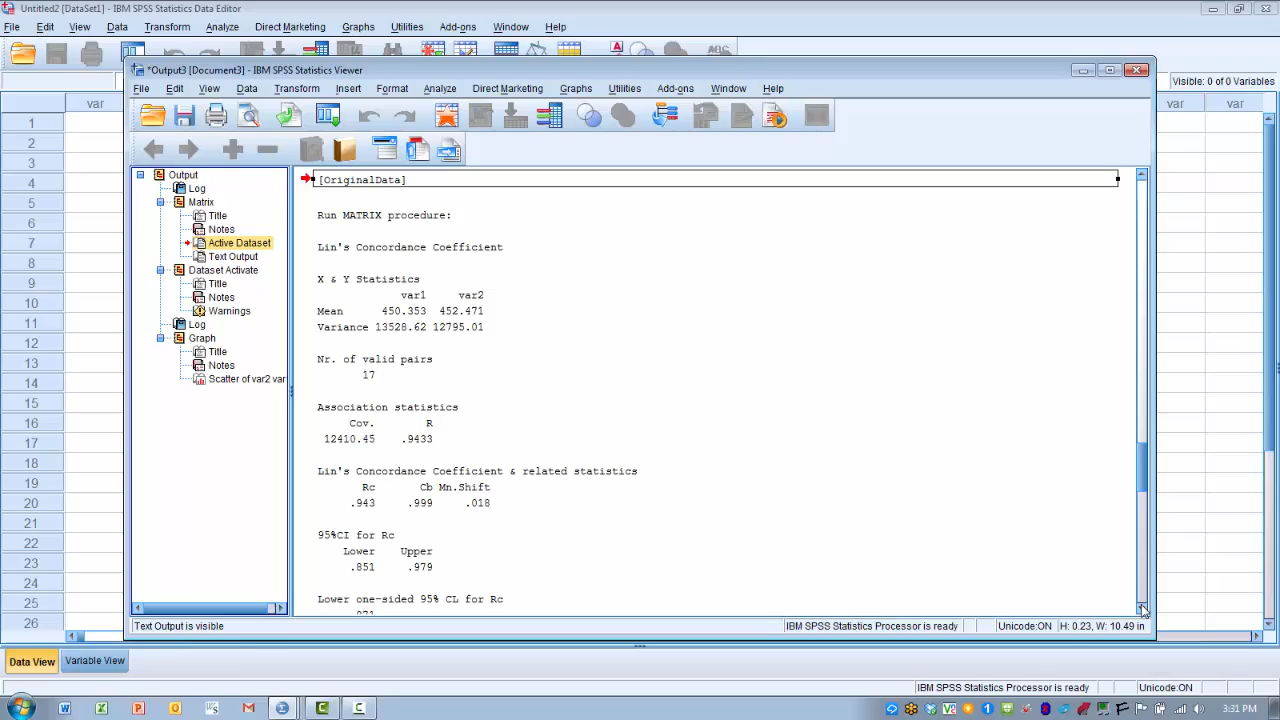 Untitled2 [DataSet1] - IBM SPSS Statistics Data Editor
File Edit View Data Transform Analyze Direct Marketing Graphs Utilities Add-ons Window Help
*Output3 [Document3] - IBM SPSS Statistics Viewer
Visible: 0 of 0 Variables
File Edit View Data Transform Insert Format Analyze Direct Marketing Graphs Utilities Add-ons Window Help
var
var var
1
2
3
4
5
6
7
8
9
10
11
12
13
14
15
16
17
18
19
20
21
22
23
24
25
26
Output
Log
Matrix
Title
Notes
Active Dataset
Text Output
Dataset Activate
Title
Notes
Warnings
Log
Graph
Title
Notes
Scatter of var2 var
[OriginalData]
Run MATRIX procedure:
Lin's Concordance Coefficient
X & Y Statistics
var1 var2
Mean 450.353 452.471
Variance 13528.62 12795.01
Nr. of valid pairs
17
Association statistics
Cov. R
12410.45 .9433
Lin's Concordance Coefficient & related statistics
Rc Cb Mn.Shift
.943 .999 .018
95%CI for Rc
Lower Upper
.851 .979
Lower one-sided 95% CL for Rc
Text Output is visible
IBM SPSS Statistics Processor is ready
Unicode:ON H: 0.23, W: 10.49 in
Data View Variable View
IBM SPSS Statistics Processor is ready Unicode:ON
3:31 PM